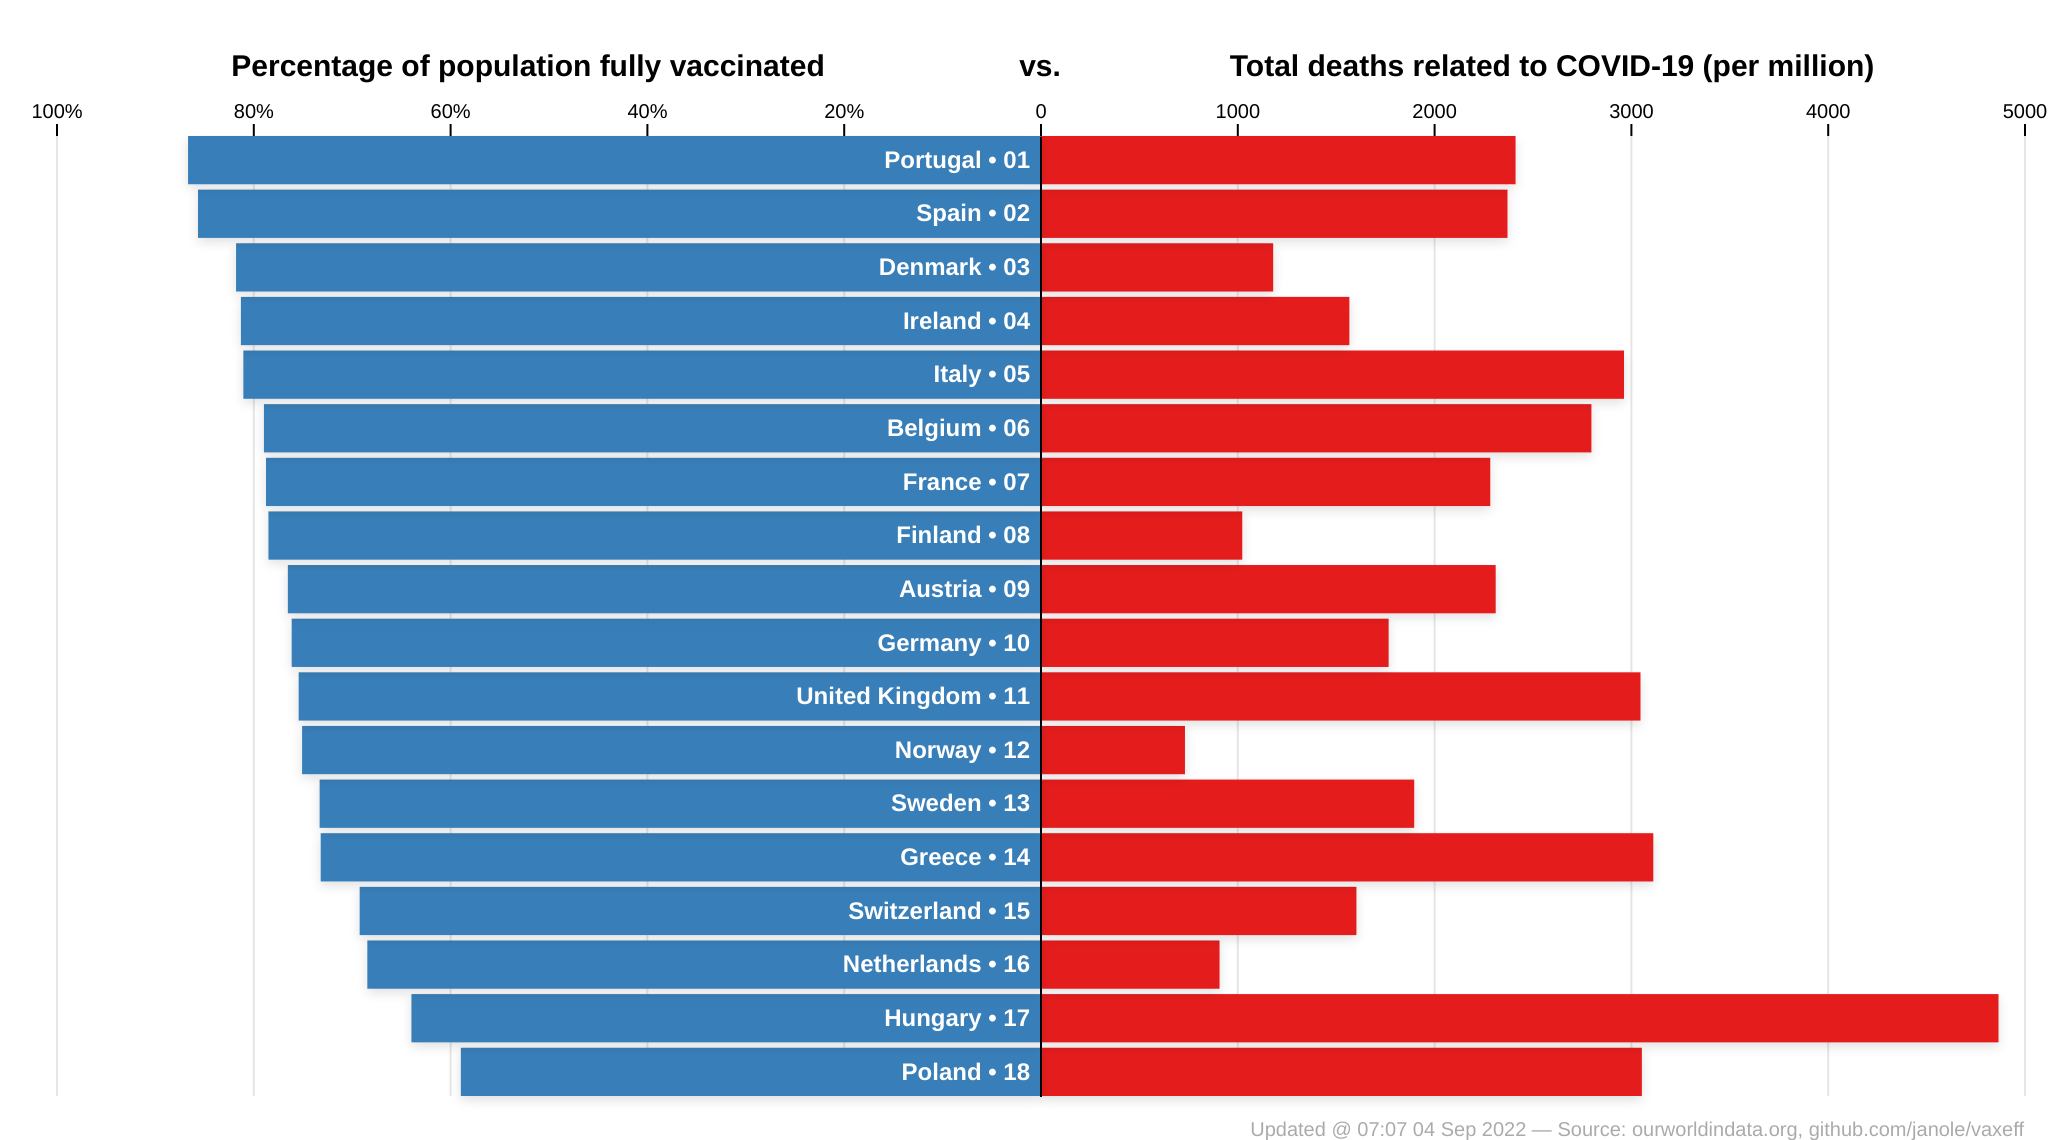 Percentage of population fully vaccinated vs. Total deaths related to COVID-19 (per million)
100% 80% 60% 40% 20% 0 1000 2000 3000 4000 5000
Portugal • 01
Spain • 02
Denmark • 03
Ireland • 04
Italy • 05
Belgium • 06
France • 07
Finland • 08
Austria • 09
Germany • 10
United Kingdom • 11
Norway • 12
Sweden • 13
Greece • 14
Switzerland • 15
Netherlands • 16
Hungary • 17
Poland • 18
Updated @ 07:07 04 Sep 2022 — Source: ourworldindata.org, github.com/janole/vaxeff